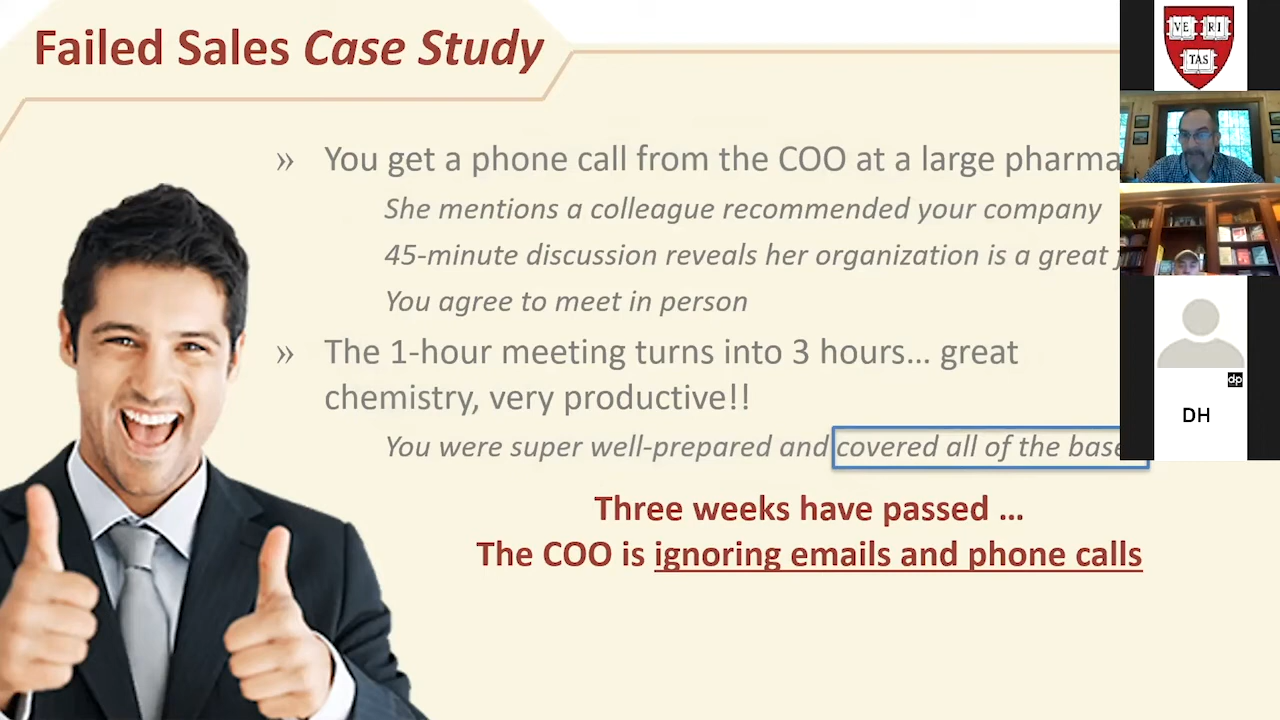 Failed Sales Case Study
» You get a phone call from the COO at a large pharma
She mentions a colleague recommended your company
45-minute discussion reveals her organization is a great
You agree to meet in person
» The 1-hour meeting turns into 3 hours... great
chemistry, very productive!!
You were super well-prepared and covered all of the
Three weeks have passed ...
The COO is ignoring emails and phone calls
VE RI
TAS
dp
DH